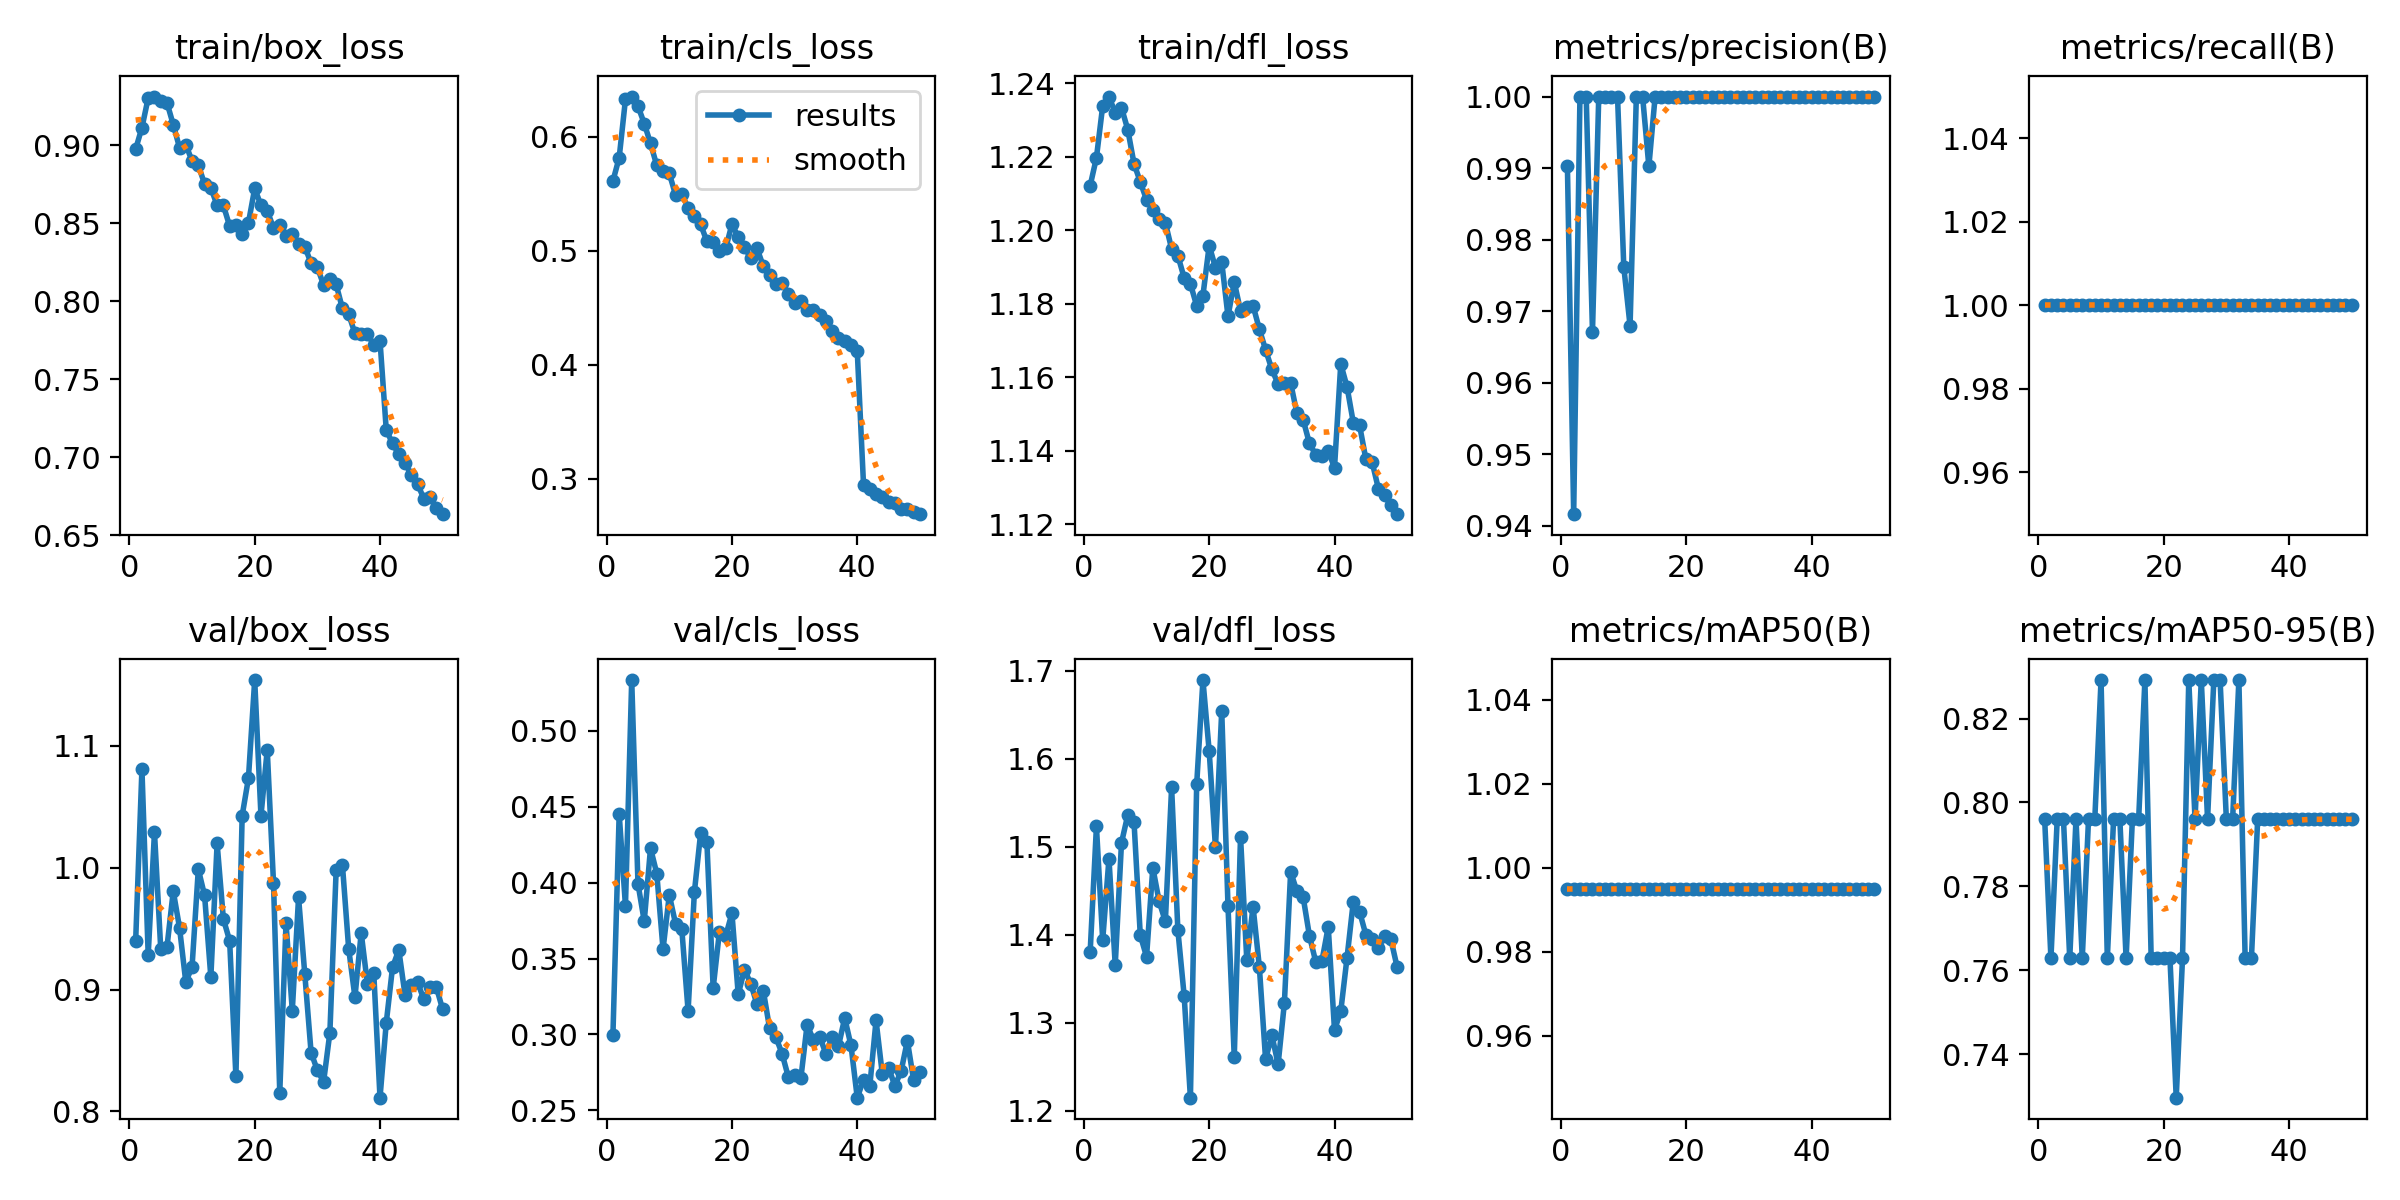 train/box_loss
train/cls_loss
train/dfl_loss
metrics/precision(B)
metrics/recall(B)
results
smooth
0.90
0.85
0.80
0.75
0.70
0.65
0 20 40
0.6
0.5
0.4
0.3
0 20 40
1.24
1.22
1.20
1.18
1.16
1.14
1.12
0 20 40
1.00
0.99
0.98
0.97
0.96
0.95
0.94
0 20 40
1.04
1.02
1.00
0.98
0.96
0 20 40
val/box_loss
val/cls_loss
val/dfl_loss
metrics/mAP50(B)
metrics/mAP50-95(B)
1.1
1.0
0.9
0.8
0 20 40
0.50
0.45
0.40
0.35
0.30
0.25
0 20 40
1.7
1.6
1.5
1.4
1.3
1.2
0 20 40
1.04
1.02
1.00
0.98
0.96
0 20 40
0.82
0.80
0.78
0.76
0.74
0 20 40